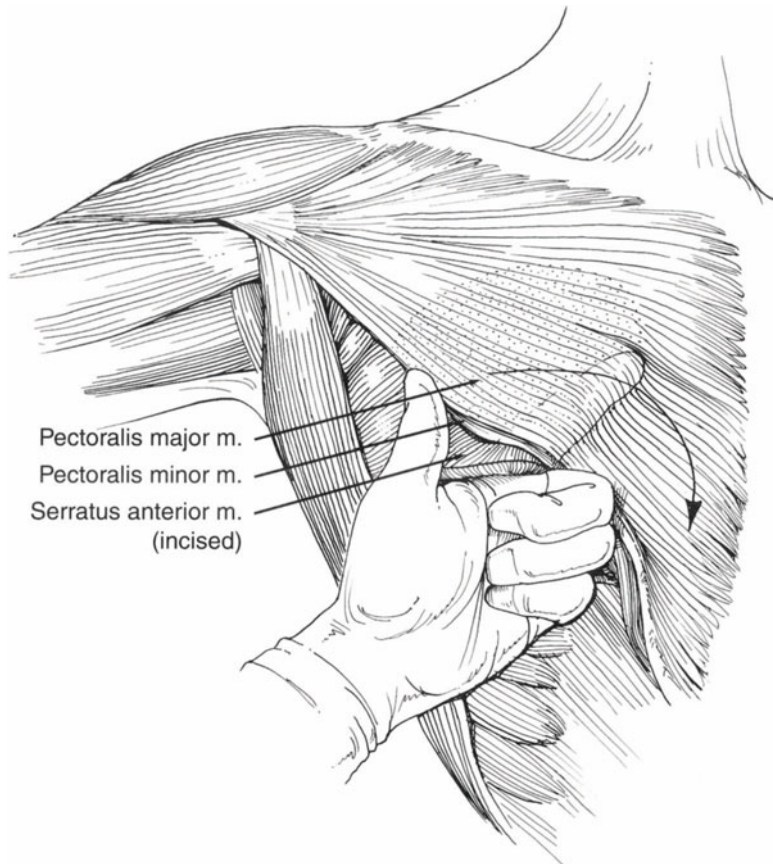 Pectoralis major m.
Pectoralis minor m.
Serratus anterior m.
(incised)